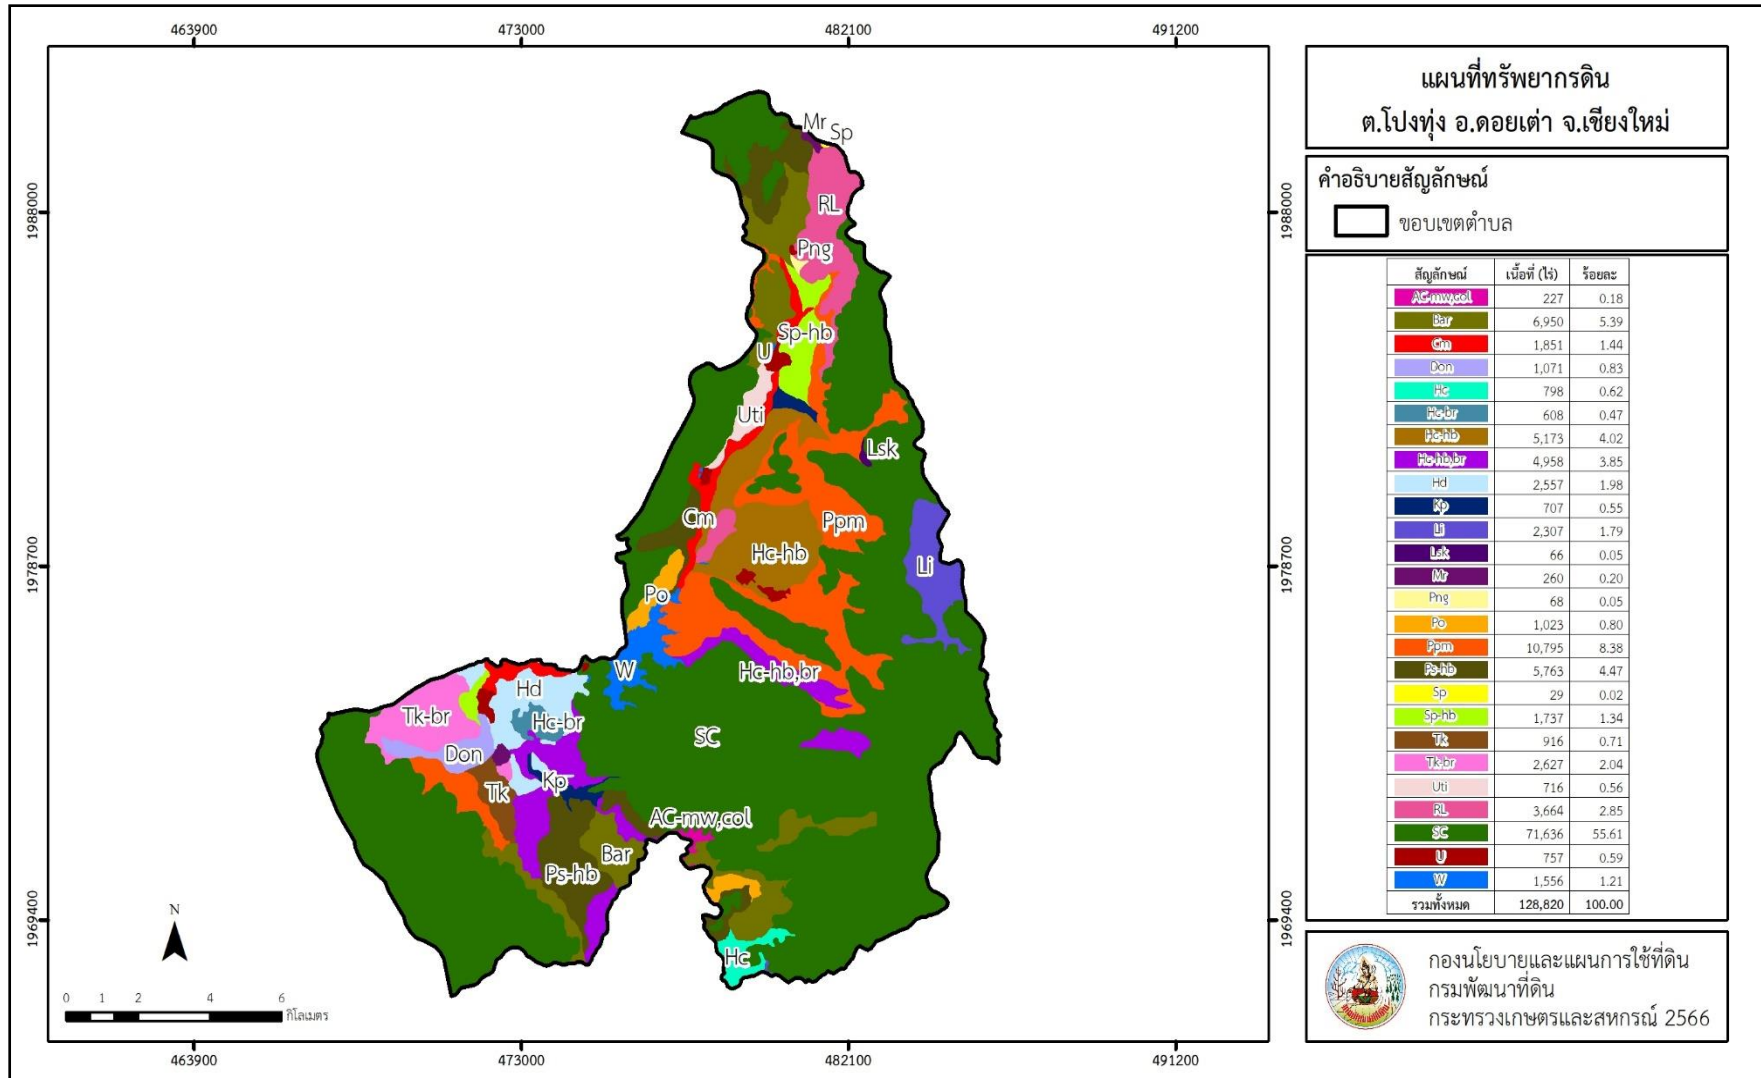 463900 473000 482100 491200
แผนที่ทรัพยากรดิน
ต.โปงทุ่ง อ.ดอยเต่า จ.เชียงใหม่
คำอธิบายสัญลักษณ์
ขอบเขตตำบล
สัญลักษณ์ เนื้อที่ (ไร่) ร้อยละ
AC-mw,col 227 0.18
Bar 6,950 5.39
Cm 1,851 1.44
Don 1,071 0.83
Hc 798 0.62
Hc-br 608 0.47
Hc-hb 5,173 4.02
Hc-hb,br 4,958 3.85
Hd 2,557 1.98
Kp 707 0.55
Li 2,307 1.79
Lsk 66 0.05
Mr 260 0.20
Png 68 0.05
Po 1,023 0.80
Ppm 10,795 8.38
Ps-hb 5,763 4.47
Sp 29 0.02
Sp-hb 1,737 1.34
Tk 916 0.71
Tk-br 2,627 2.04
Uti 716 0.56
RL 3,664 2.85
SC 71,636 55.61
U 757 0.59
W 1,556 1.21
รวมทั้งหมด 128,820 100.00
กองนโยบายและแผนการใช้ที่ดิน
กรมพัฒนาที่ดิน
กระทรวงเกษตรและสหกรณ์ 2566
Mr
Sp
1988000
RL
1988000
Png
Sp-hb
U
Uti
Lsk
Cm
Ppm
Hc-hb
1978700
Li
1978700
Po
W
Hc-hb,br
Hd
Tk-br
Hc-br
SC
Don
Kp
Tk
AC-mw,col
Bar
Ps-hb
1969400
1969400
Hc
N
0 1 2 4 6
กิโลเมตร
463900 473000 482100 491200